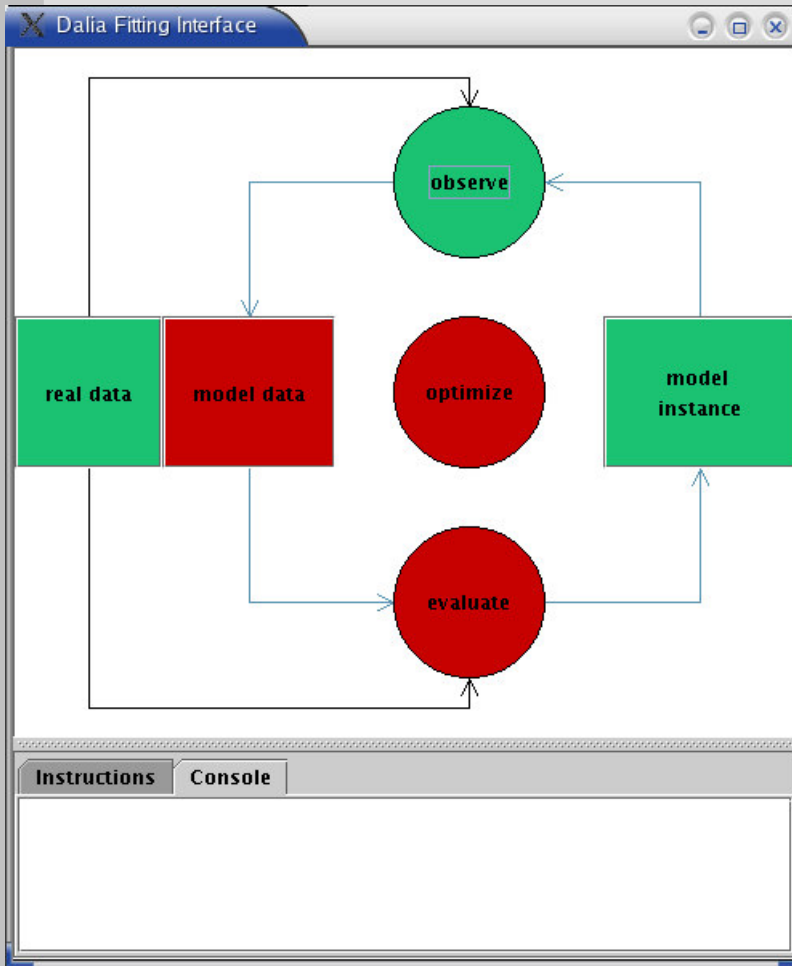 Dalia Fitting Interface
observe
real data
model data
optimize
model
instance
evaluate
Instructions
Console